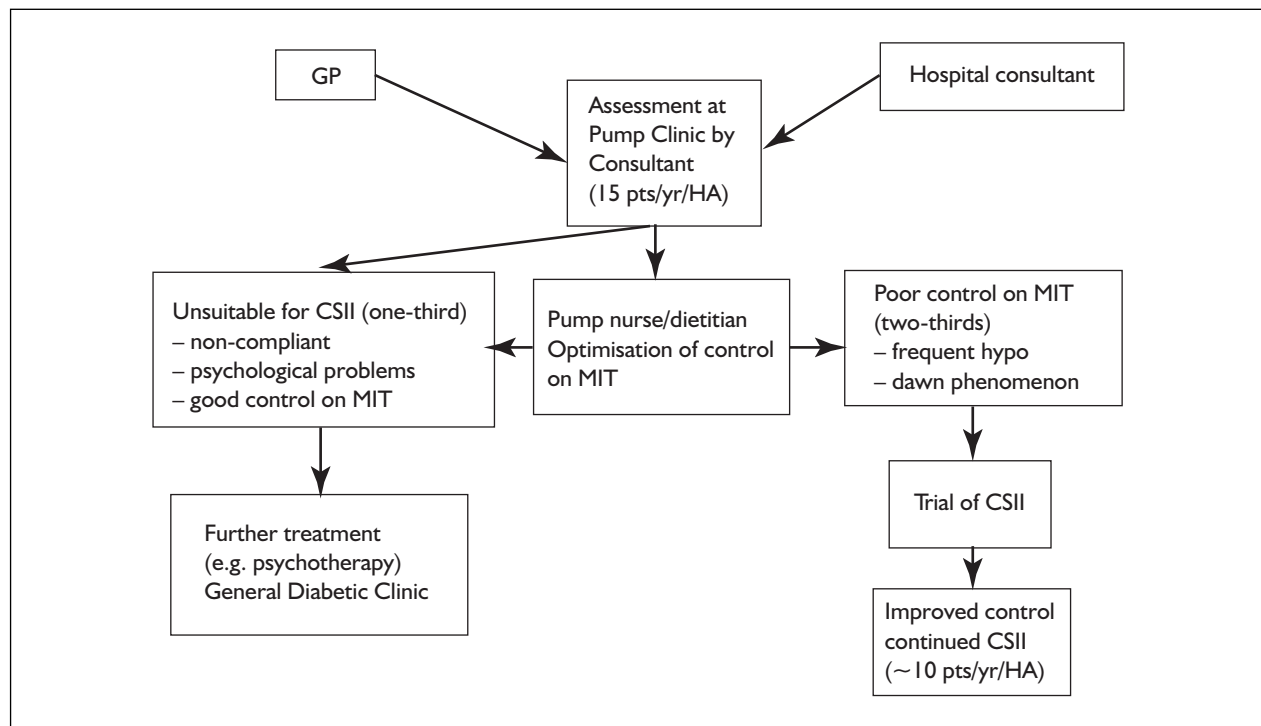 GP
Hospital consultant
Assessment at
Pump Clinic by
Consultant
(15 pts/yr/HA)
Unsuitable for CSII (one-third)
– non-compliant
– psychological problems
– good control on MIT
Pump nurse/dietitian
Optimisation of control
on MIT
Poor control on MIT
(two-thirds)
– frequent hypo
– dawn phenomenon
Further treatment
(e.g. psychotherapy)
General Diabetic Clinic
Trial of CSII
Improved control
continued CSII
(~10 pts/yr/HA)